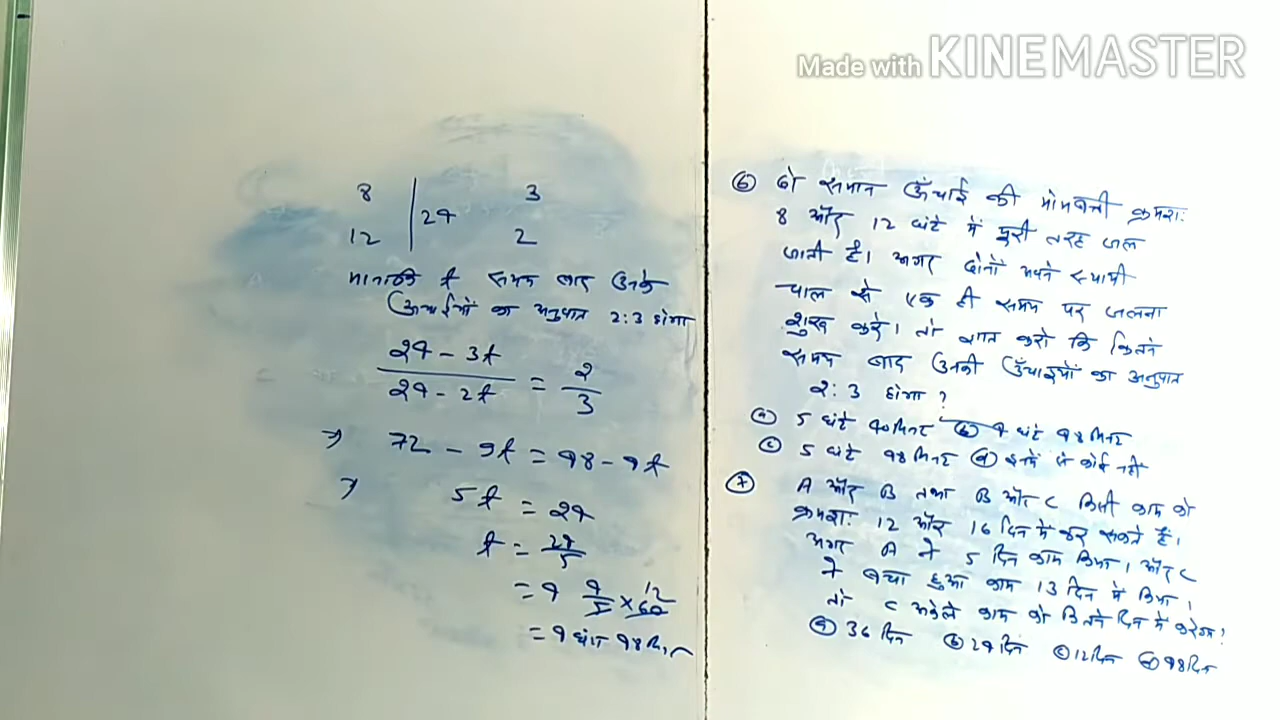 Made with KINEMASTER
8 | 24 3
12 2
माना कि t समय बाद उनके
ऊँचाईयों का अनुपात 2:3 होगा
24 - 3t / 24 - 2t = 2/3
⇒ 72 - 9t = 48 - 4t
⇒ 5t = 24
t = 24/5
= 4 4/5 × 60 12
= 4 घंटा 48 मि०
⑥ दो समान ऊँचाई की मोमबत्ती क्रमशः
8 और 12 घंटे में पूरी तरह जल
जाती है। अगर दोनों अपने स्थायी
चाल से एक ही समय पर जलना
शुरू करे। तो ज्ञात करो कि कितने
समय बाद उनकी ऊँचाइयों का अनुपात
2:3 होगा ?
ⓐ 5 घंटे 40 मिनट ⓑ 4 घंटे 48 मिनट
ⓒ 5 घंटे 48 मिनट ⓓ इनमें से कोई नही
⑦ A और B तथा B और C किसी काम को
क्रमशः 12 और 16 दिन में कर सकते हैं।
अगर A ने 5 दिन काम किया। और C
ने बचा हुआ काम 13 दिन में किया।
तो C अकेले काम को कितने दिन में करेगा?
ⓐ 36 दिन ⓑ 24 दिन ⓒ 12 दिन ⓓ 48 दिन